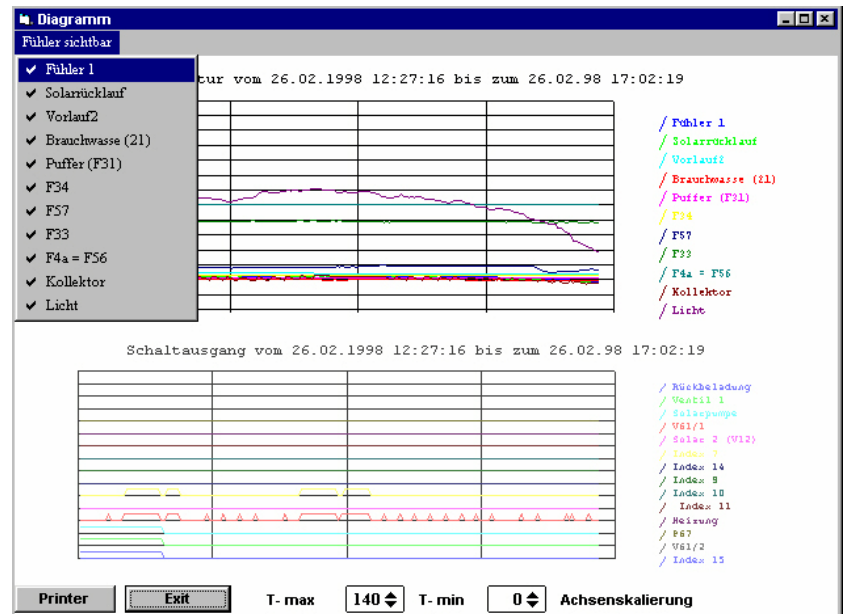 Diagramm
Fühler sichtbar
Fühler 1
Solarrücklauf
Vorlauf2
Brauchwasse (21)
Puffer (F31)
F34
F57
F33
F4a = F56
Kollektor
Licht
tur vom 26.02.1998 12:27:16 bis zum 26.02.98 17:02:19
Fühler 1
Solarrücklauf
Vorlauf2
Brauchwasse (21)
Puffer (F31)
F34
F57
F33
F4a = F56
Kollektor
Licht
Schaltausgang vom 26.02.1998 12:27:16 bis zum 26.02.98 17:02:19
Rückbeladung
Ventil 1
Solarpumpe
V61/1
Solar 2 (V12)
Index 7
Index 14
Index 9
Index 10
Index 11
Heizung
P67
V61/2
Index 15
Printer Exit T- max 140 T- min 0 Achsenskalierung